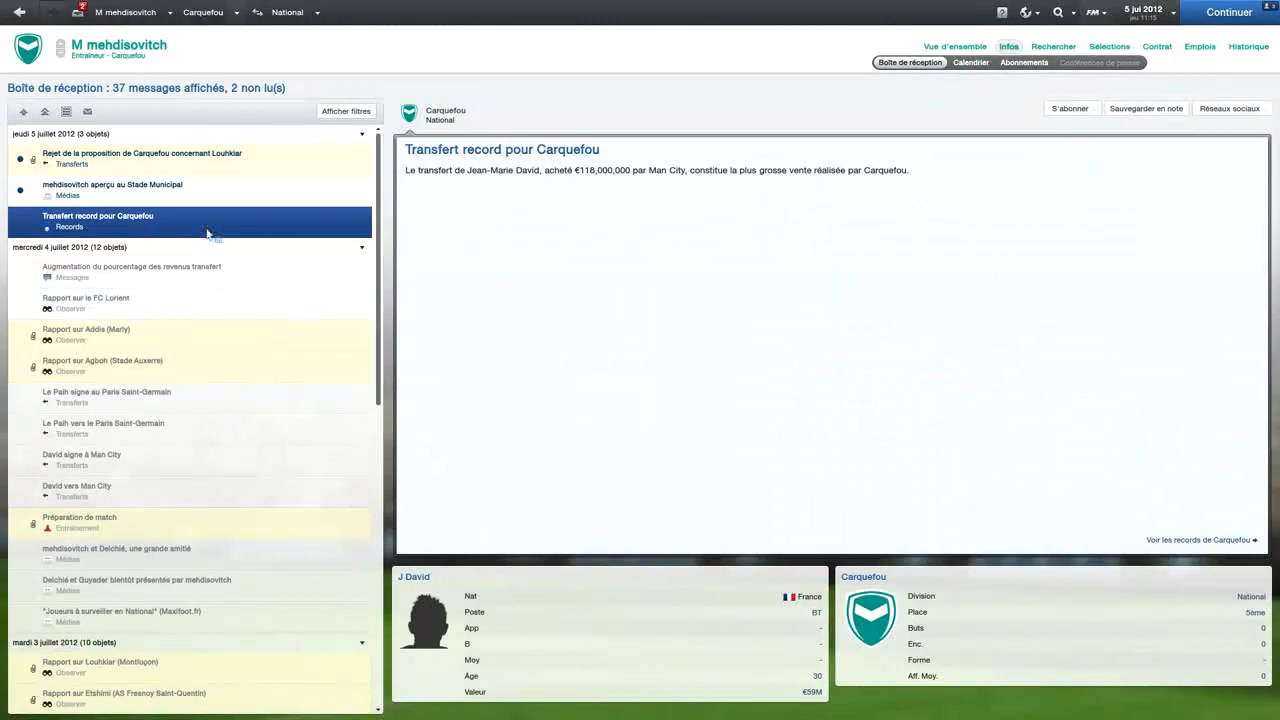 2
M mehdisovitch
Carquefou
National
?
FM
5 jui 2012
jeu 11:15
Continuer
3
M mehdisovitch
Entraîneur - Carquefou
Vue d'ensemble
Infos
Rechercher
Sélections
Contrat
Emplois
Historique
Boîte de réception
Calendrier
Abonnements
Conférences de presse
Boîte de réception : 37 messages affichés, 2 non lu(s)
Afficher filtres
jeudi 5 juillet 2012 (3 objets)
Rejet de la proposition de Carquefou concernant Louhkiar
Transferts
mehdisovitch aperçu au Stade Municipal
Médias
Transfert record pour Carquefou
Records
mercredi 4 juillet 2012 (12 objets)
Augmentation du pourcentage des revenus transfert
Messages
Rapport sur le FC Lorient
Observer
Rapport sur Addis (Marly)
Observer
Rapport sur Agboh (Stade Auxerre)
Observer
Le Paih signe au Paris Saint-Germain
Transferts
Le Paih vers le Paris Saint-Germain
Transferts
David signe à Man City
Transferts
David vers Man City
Transferts
Préparation de match
Entraînement
mehdisovitch et Delchié, une grande amitié
Médias
Delchié et Guyader bientôt présentés par mehdisovitch
Médias
"Joueurs à surveiller en National" (Maxifoot.fr)
Médias
mardi 3 juillet 2012 (10 objets)
Rapport sur Louhkiar (Montluçon)
Observer
Rapport sur Etshimi (AS Fresnoy Saint-Quentin)
Observer
Carquefou
National
S'abonner
Sauvegarder en note
Réseaux sociaux
Transfert record pour Carquefou
Le transfert de Jean-Marie David, acheté €118,000,000 par Man City, constitue la plus grosse vente réalisée par Carquefou.
Voir les records de Carquefou
J David
Nat France
Poste BT
App -
B -
Moy -
Âge 30
Valeur €59M
Carquefou
Division National
Place 5ème
Buts 0
Enc. 0
Forme -
Aff. Moy. 0